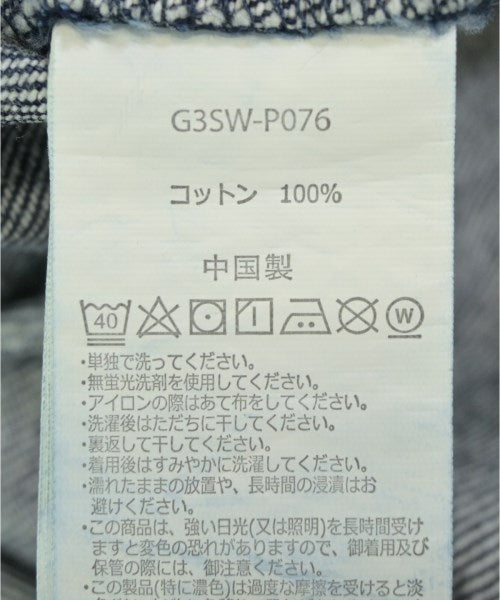 G3SW-P076
コットン 100%
中国製
40 W
・単独で洗ってください。
・無蛍光洗剤を使用してください。
・アイロンの際はあて布をしてください。
・洗濯後はただちに干してください。
・裏返して干してください。
・着用後はすみやかに洗濯してください。
・濡れたままの放置や、長時間の浸漬はお
避けください。
・この商品は、強い日光(又は照明)を長時間受け
ますと変色の恐れがありますので、御着用及び
保管の際には、御注意ください。
・この製品(特に濃色)は過度な摩擦を受けると淡